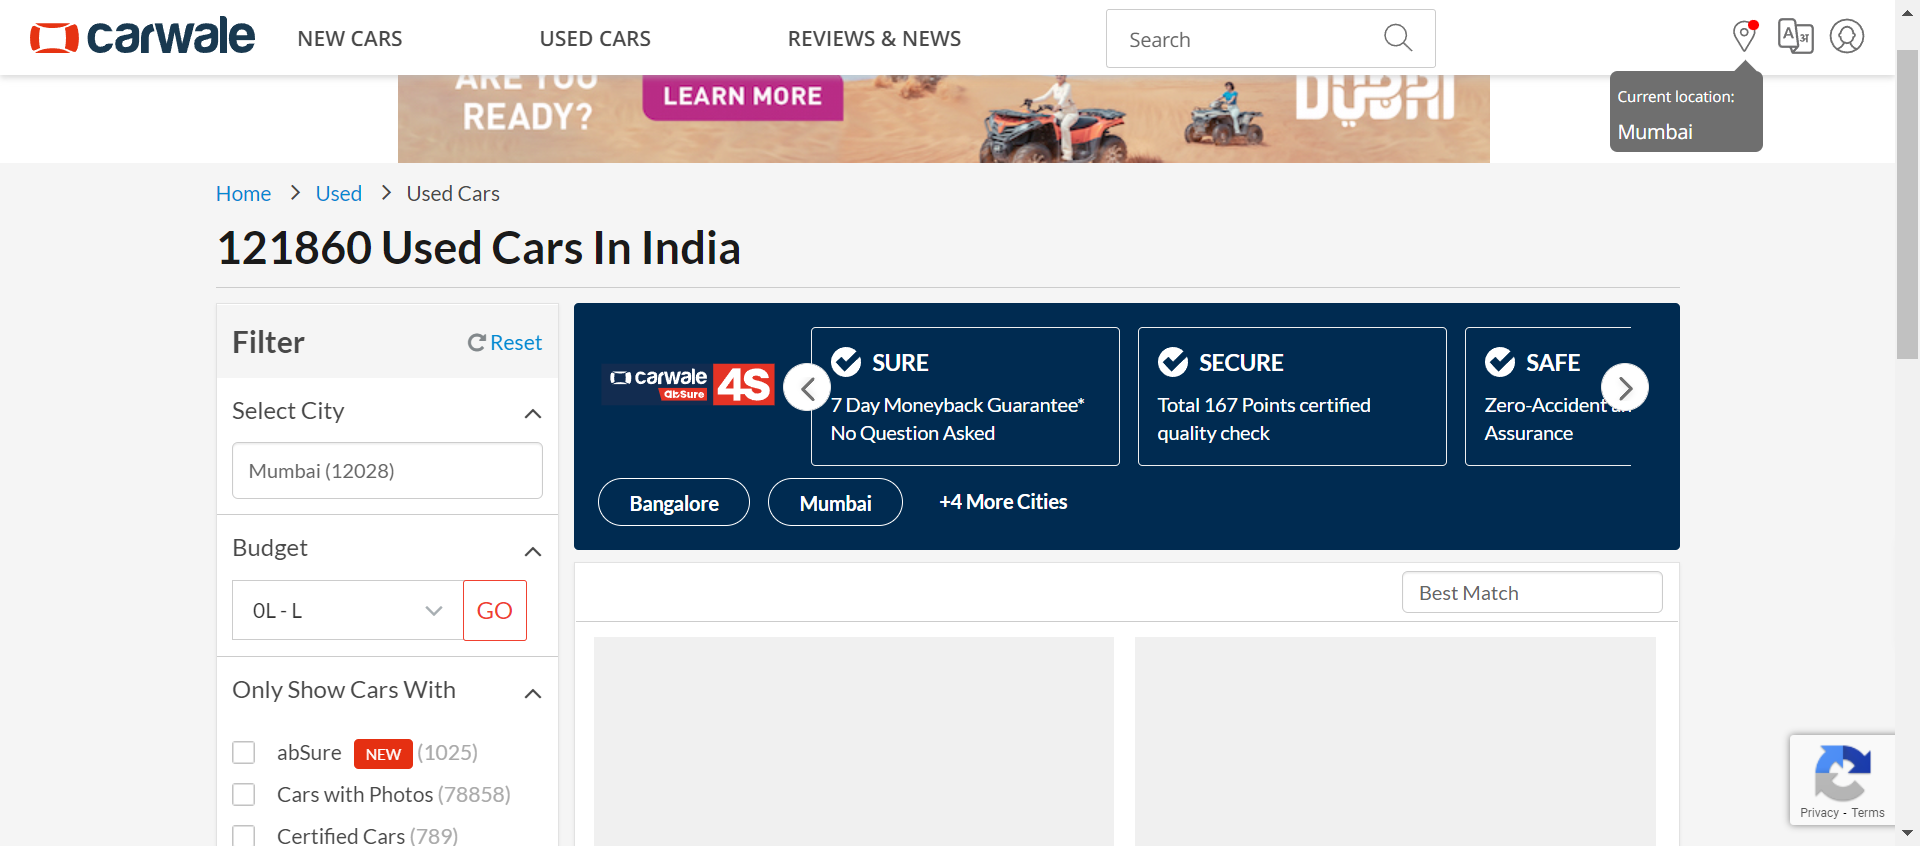 carwale
NEW CARS
USED CARS
REVIEWS & NEWS
Search
A अ
ARE YOU
READY?
LEARN MORE
DUBAI
Current location:
Mumbai
Home > Used > Used Cars
121860 Used Cars In India
Filter
Reset
Select City
Mumbai (12028)
Budget
0L - L
GO
Only Show Cars With
abSure NEW (1025)
Cars with Photos (78858)
Certified Cars (789)
carwale
abSure
4S
SURE
7 Day Moneyback Guarantee*
No Question Asked
SECURE
Total 167 Points certified
quality check
SAFE
Zero-Accident
Assurance
Bangalore
Mumbai
+4 More Cities
Best Match
Privacy - Terms